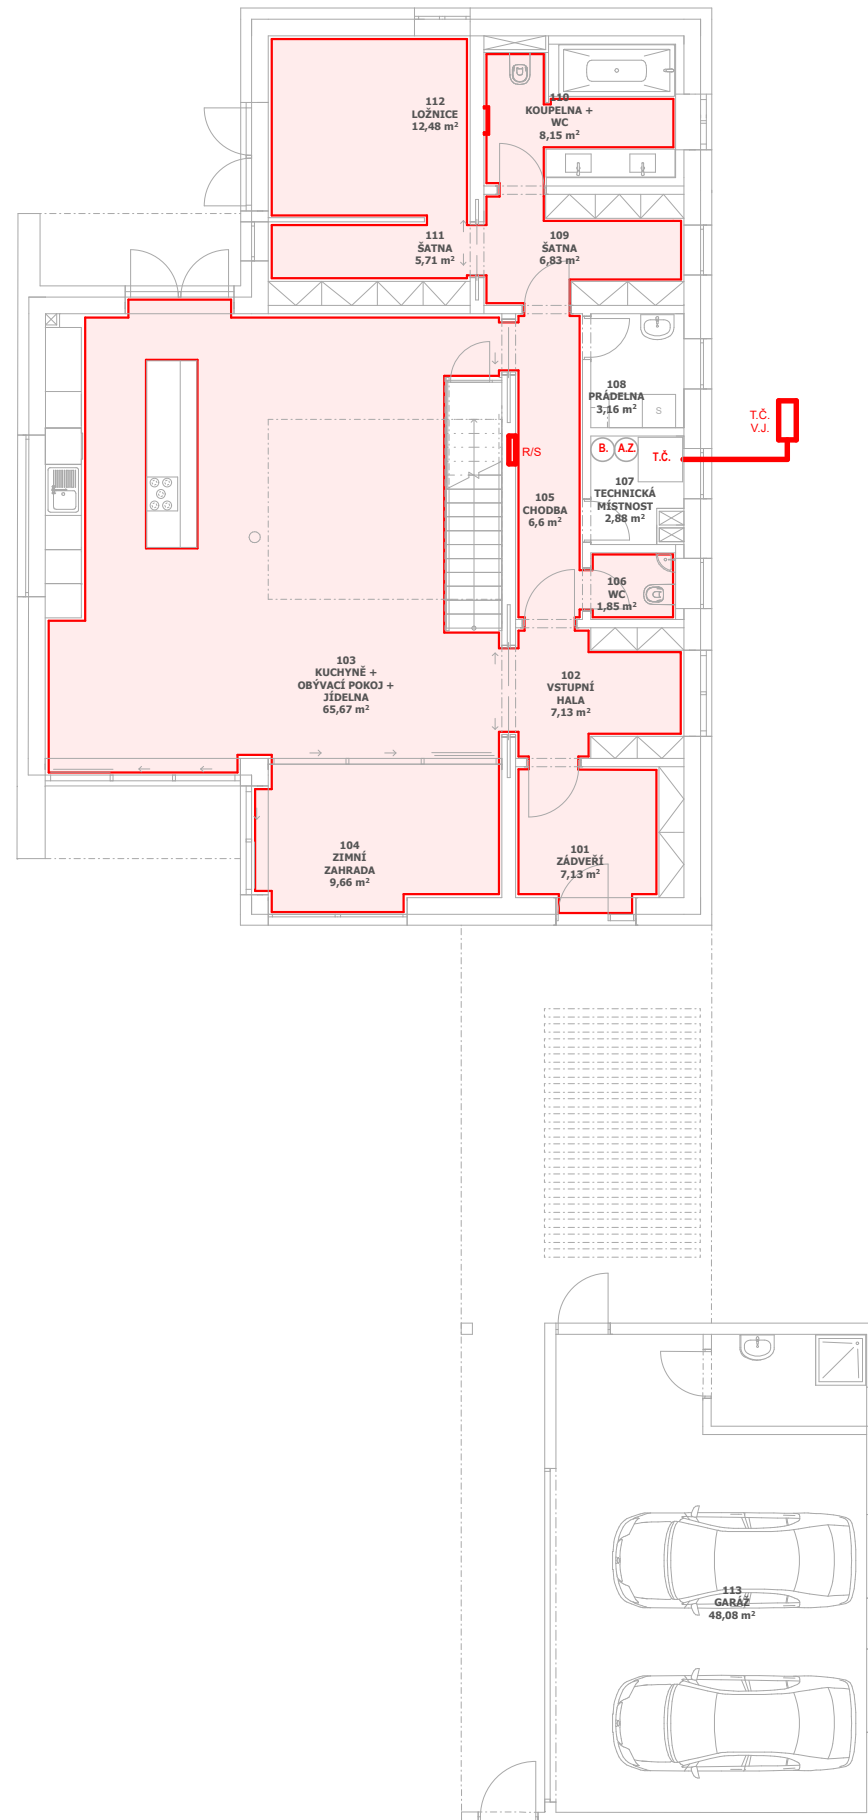 112
LOŽNICE
12,48 m²
110
KOUPELNA +
WC
8,15 m²
111
ŠATNA
5,71 m²
109
ŠATNA
6,83 m²
108
PRÁDELNA
3,16 m²
S
T.Č.
V.J.
R/S
B.
A.Z.
T.Č.
107
TECHNICKÁ
MÍSTNOST
2,88 m²
105
CHODBA
6,6 m²
106
WC
1,85 m²
103
KUCHYNĚ +
OBÝVACÍ POKOJ +
JÍDELNA
65,67 m²
102
VSTUPNÍ
HALA
7,13 m²
104
ZIMNÍ
ZAHRADA
9,66 m²
101
ZÁDVEŘÍ
7,13 m²
113
GARÁŽ
48,08 m²